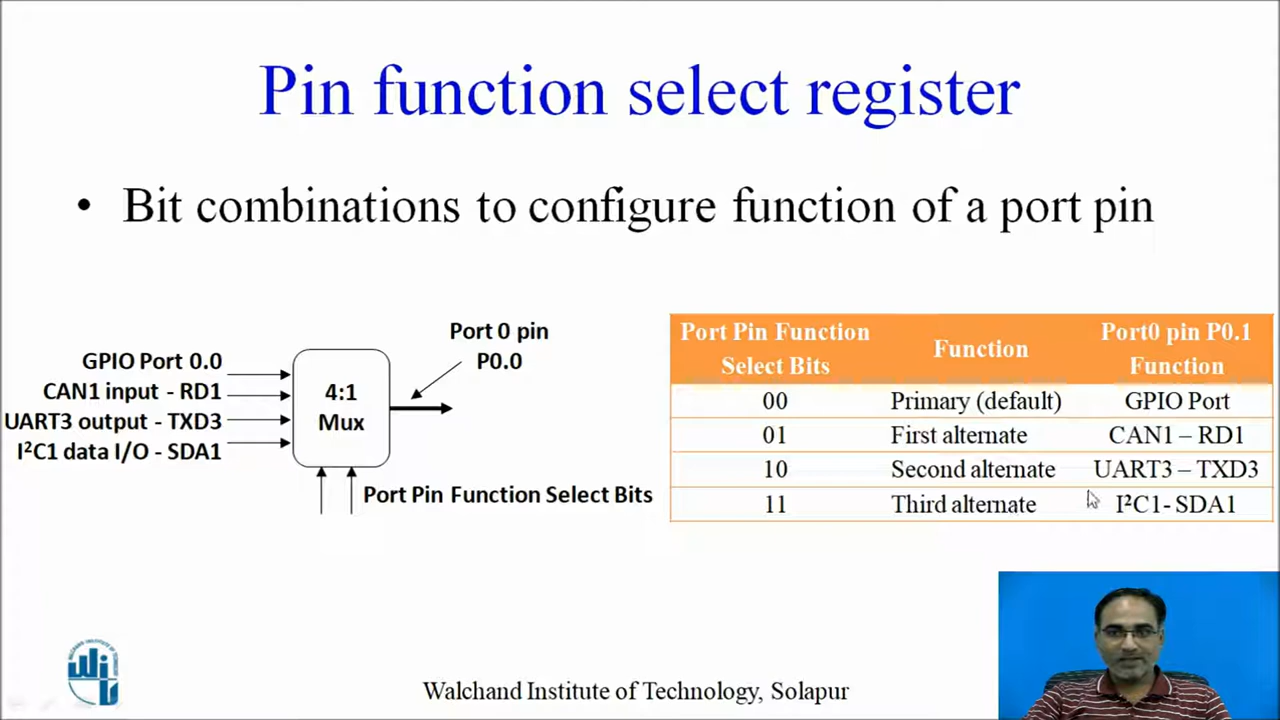 Pin function select register
• Bit combinations to configure function of a port pin
GPIO Port 0.0
CAN1 input - RD1
UART3 output - TXD3
I²C1 data I/O - SDA1
4:1
Mux
Port 0 pin
P0.0
Port Pin Function Select Bits
Port Pin Function Select Bits Function Port0 pin P0.1 Function
00 Primary (default) GPIO Port
01 First alternate CAN1 – RD1
10 Second alternate UART3 – TXD3
11 Third alternate I²C1- SDA1
WIT
Walchand Institute of Technology, Solapur